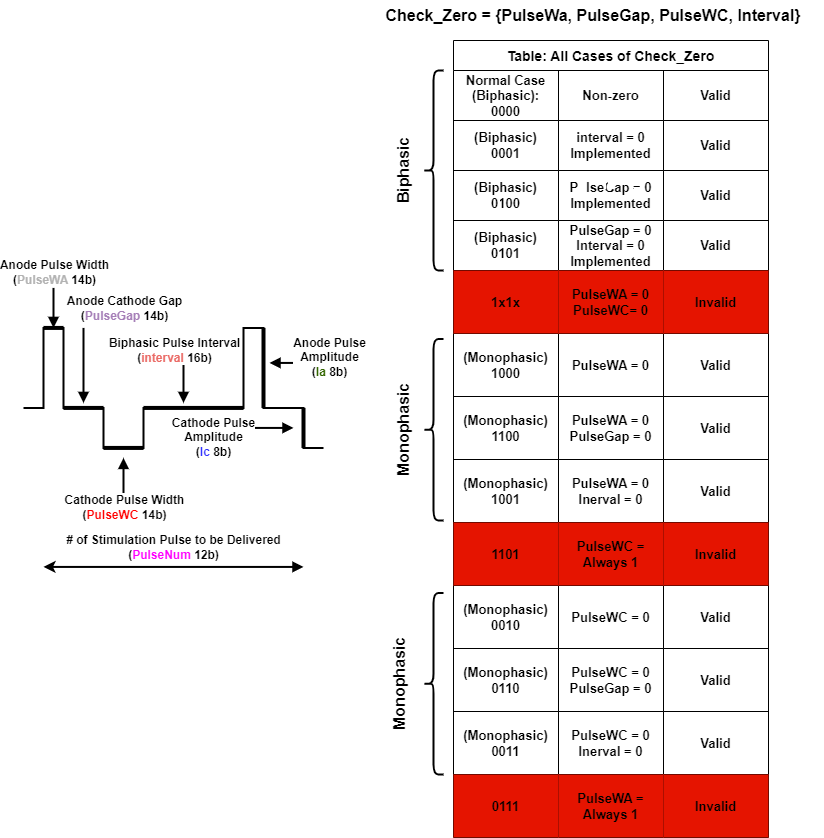 Check_Zero = {PulseWa, PulseGap, PulseWC, Interval}
Table: All Cases of Check_Zero
Biphasic
Normal Case
(Biphasic):
0000
Non-zero
Valid
(Biphasic)
0001
interval = 0
Implemented
Valid
(Biphasic)
0100
= 0
Implemented
Valid
(Biphasic)
0101
PulseGap = 0
Interval = 0
Implemented
Valid
1x1x
PulseWA = 0
PulseWC= 0
Invalid
Monophasic
(Monophasic)
1000
PulseWA = 0
Valid
(Monophasic)
1100
PulseWA = 0
PulseGap = 0
Valid
(Monophasic)
1001
PulseWA = 0
Inerval = 0
Valid
1101
PulseWC =
Always 1
Invalid
Monophasic
(Monophasic)
0010
PulseWC = 0
Valid
(Monophasic)
0110
PulseWC = 0
PulseGap = 0
Valid
(Monophasic)
0011
PulseWC = 0
Inerval = 0
Valid
0111
PulseWA =
Always 1
Invalid
Anode Pulse Width
(PulseWA 14b)
Anode Cathode Gap
(PulseGap 14b)
Biphasic Pulse Interval
(interval 16b)
Anode Pulse
Amplitude
(Ia 8b)
Cathode Pulse
Amplitude
(Ic 8b)
Cathode Pulse Width
(PulseWC 14b)
# of Stimulation Pulse to be Delivered
(PulseNum 12b)